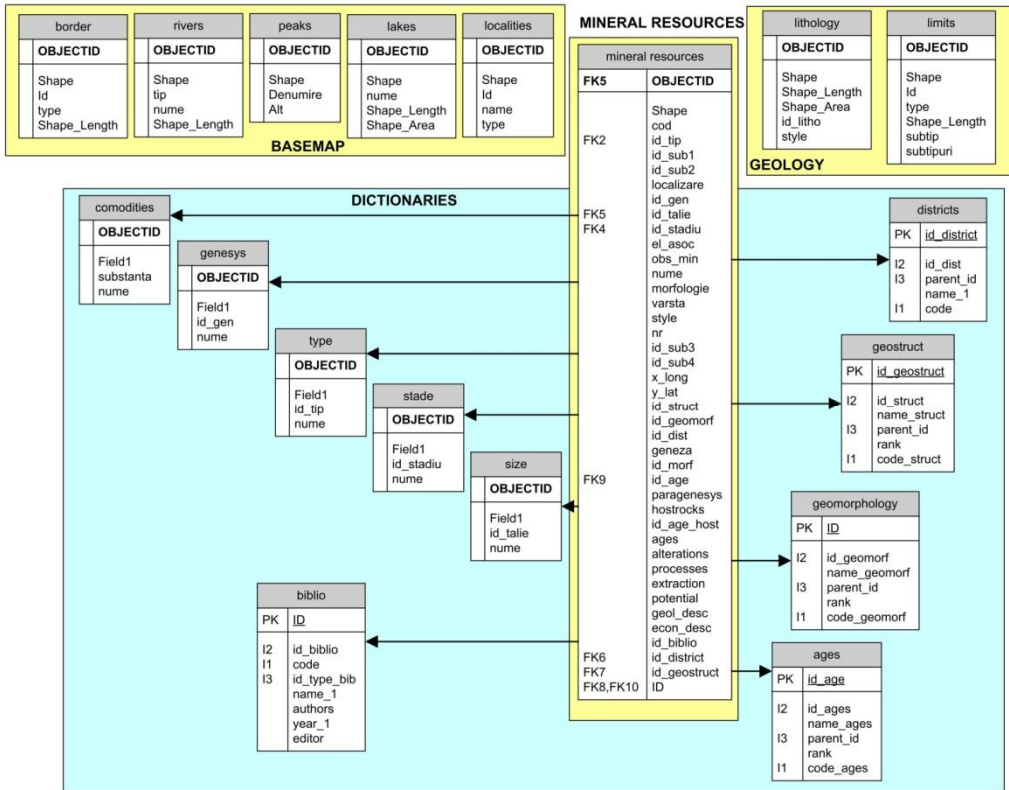 MINERAL RESOURCES
border
OBJECTID
Shape
Id
type
Shape_Length
rivers
OBJECTID
Shape
tip
nume
Shape_Length
peaks
OBJECTID
Shape
Denumire
Alt
lakes
OBJECTID
Shape
nume
Shape_Length
Shape_Area
localities
OBJECTID
Shape
Id
name
type
BASEMAP
lithology
OBJECTID
Shape
Shape_Length
Shape_Area
id_litho
style
limits
OBJECTID
Shape
Id
type
Shape_Length
subtip
subtipuri
GEOLOGY
mineral resources
FK5 OBJECTID
Shape
cod
FK2 id_tip
id_sub1
id_sub2
localizare
id_gen
FK5 id_talie
FK4 id_stadiu
el_asoc
obs_min
nume
morfologie
varsta
style
nr
id_sub3
id_sub4
x_long
y_lat
id_struct
id_geomorf
id_dist
geneza
id_morf
FK9 id_age
paragenesys
hostrocks
id_age_host
ages
alterations
processes
extraction
potential
geol_desc
econ_desc
id_biblio
FK6 id_district
FK7 id_geostruct
FK8,FK10 ID
DICTIONARIES
comodities
OBJECTID
Field1
substanta
nume
genesys
OBJECTID
Field1
id_gen
nume
type
OBJECTID
Field1
id_tip
nume
stade
OBJECTID
Field1
id_stadiu
nume
size
OBJECTID
Field1
id_talie
nume
biblio
PK ID
I2 id_biblio
I1 code
I3 id_type_bib
name_1
authors
year_1
editor
districts
PK id_district
I2 id_dist
I3 parent_id
name_1
I1 code
geostruct
PK id_geostruct
I2 id_struct
name_struct
I3 parent_id
rank
I1 code_struct
geomorphology
PK ID
I2 id_geomorf
name_geomorf
I3 parent_id
rank
I1 code_geomorf
ages
PK id_age
I2 id_ages
name_ages
I3 parent_id
rank
I1 code_ages